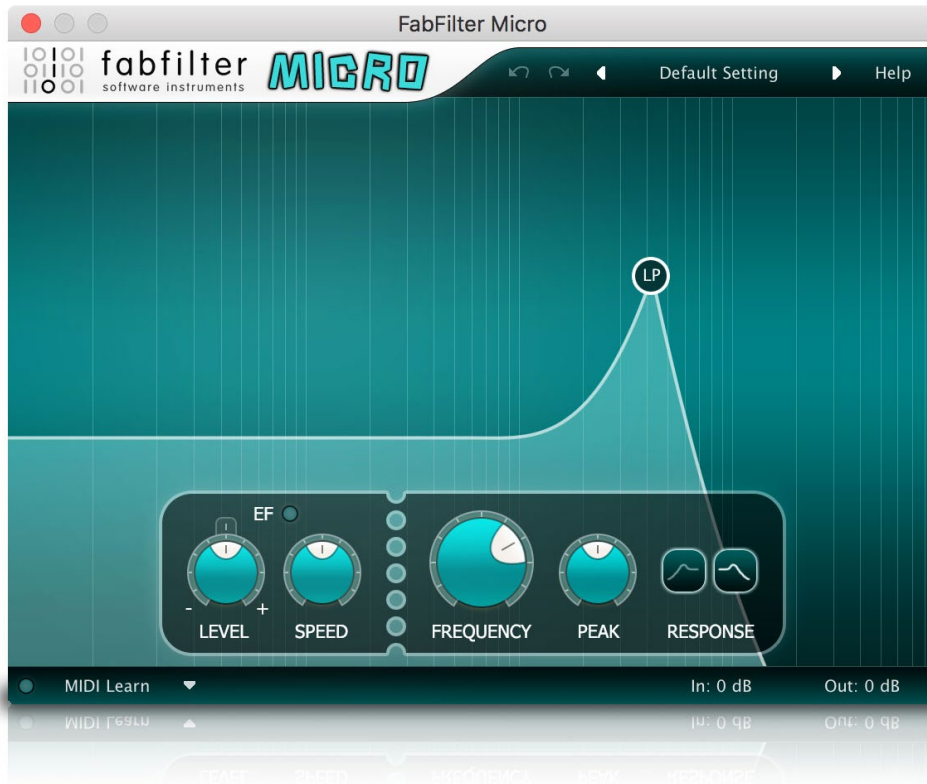 FabFilter Micro
fabfilter MICRO
software instruments
Default Setting Help
LP
EF
- +
LEVEL SPEED FREQUENCY PEAK RESPONSE
MIDI Learn In: 0 dB Out: 0 dB